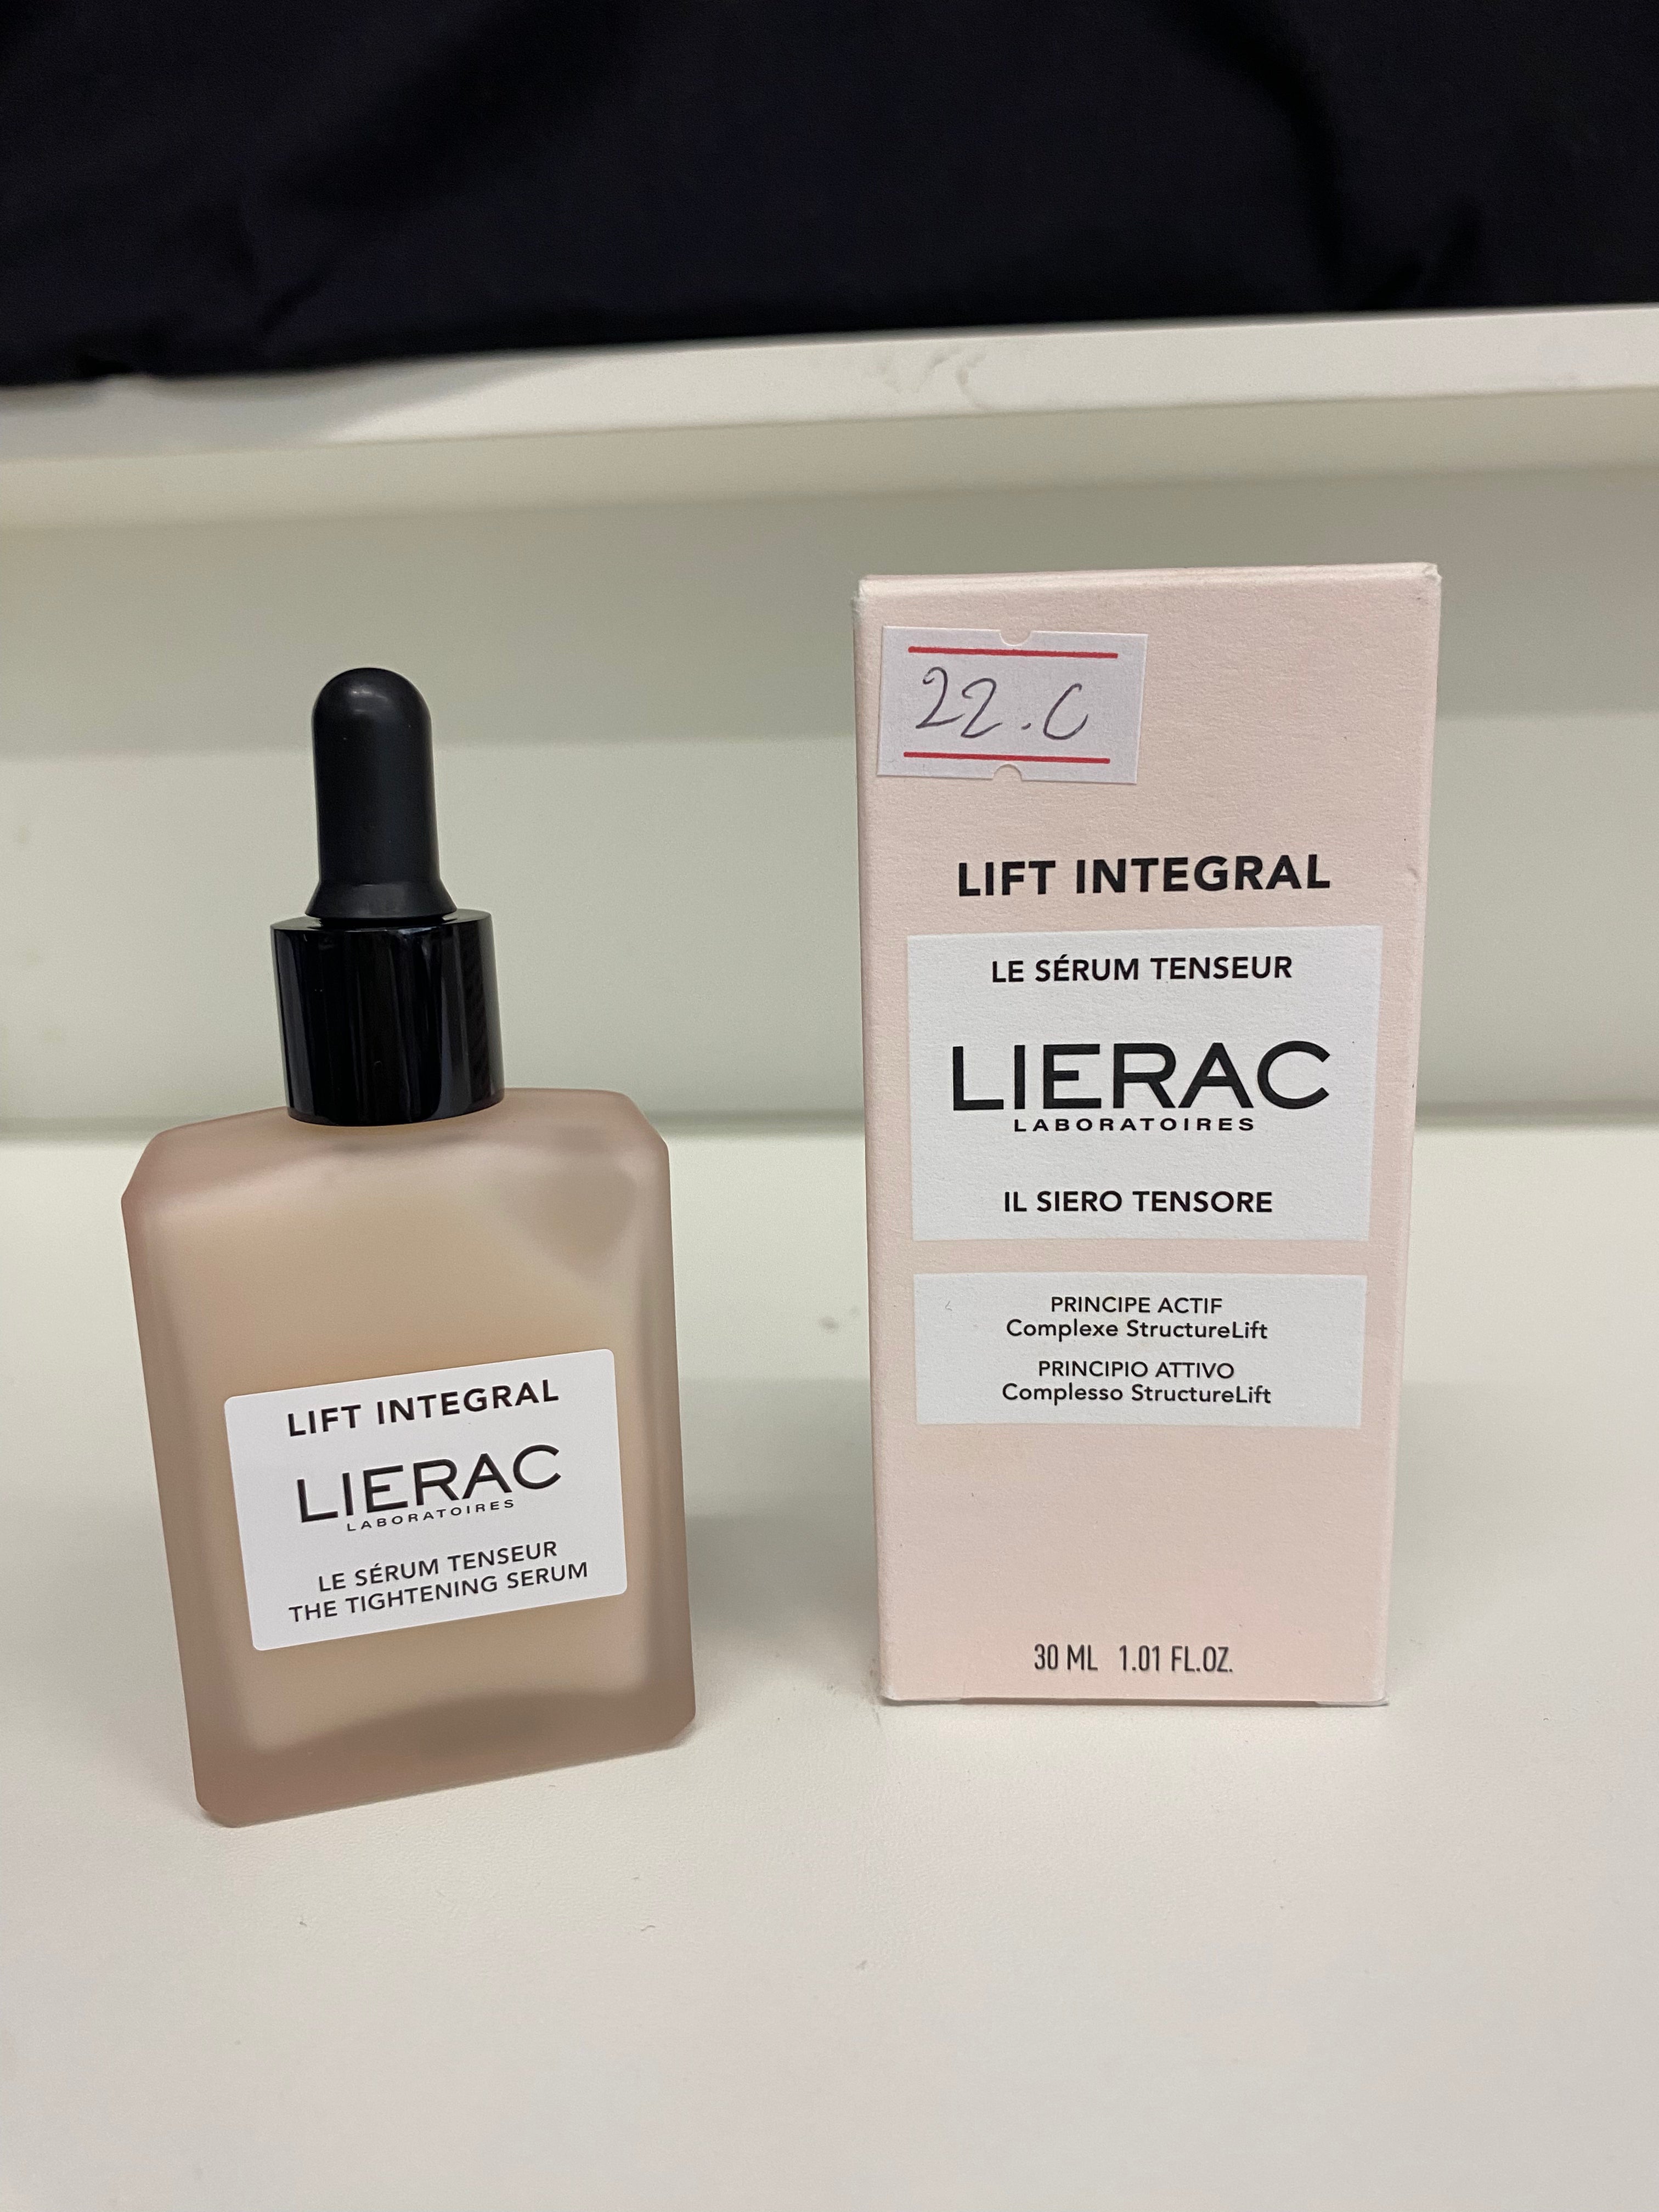 LIFT INTEGRAL
LIERAC
LABORATOIRES
LE SÉRUM TENSEUR
THE TIGHTENING SERUM
22.C
LIFT INTEGRAL
LE SÉRUM TENSEUR
LIERAC
LABORATOIRES
IL SIERO TENSORE
PRINCIPE ACTIF
Complexe StructureLift
PRINCIPIO ATTIVO
Complesso StructureLift
30 ML 1.01 FL.OZ.